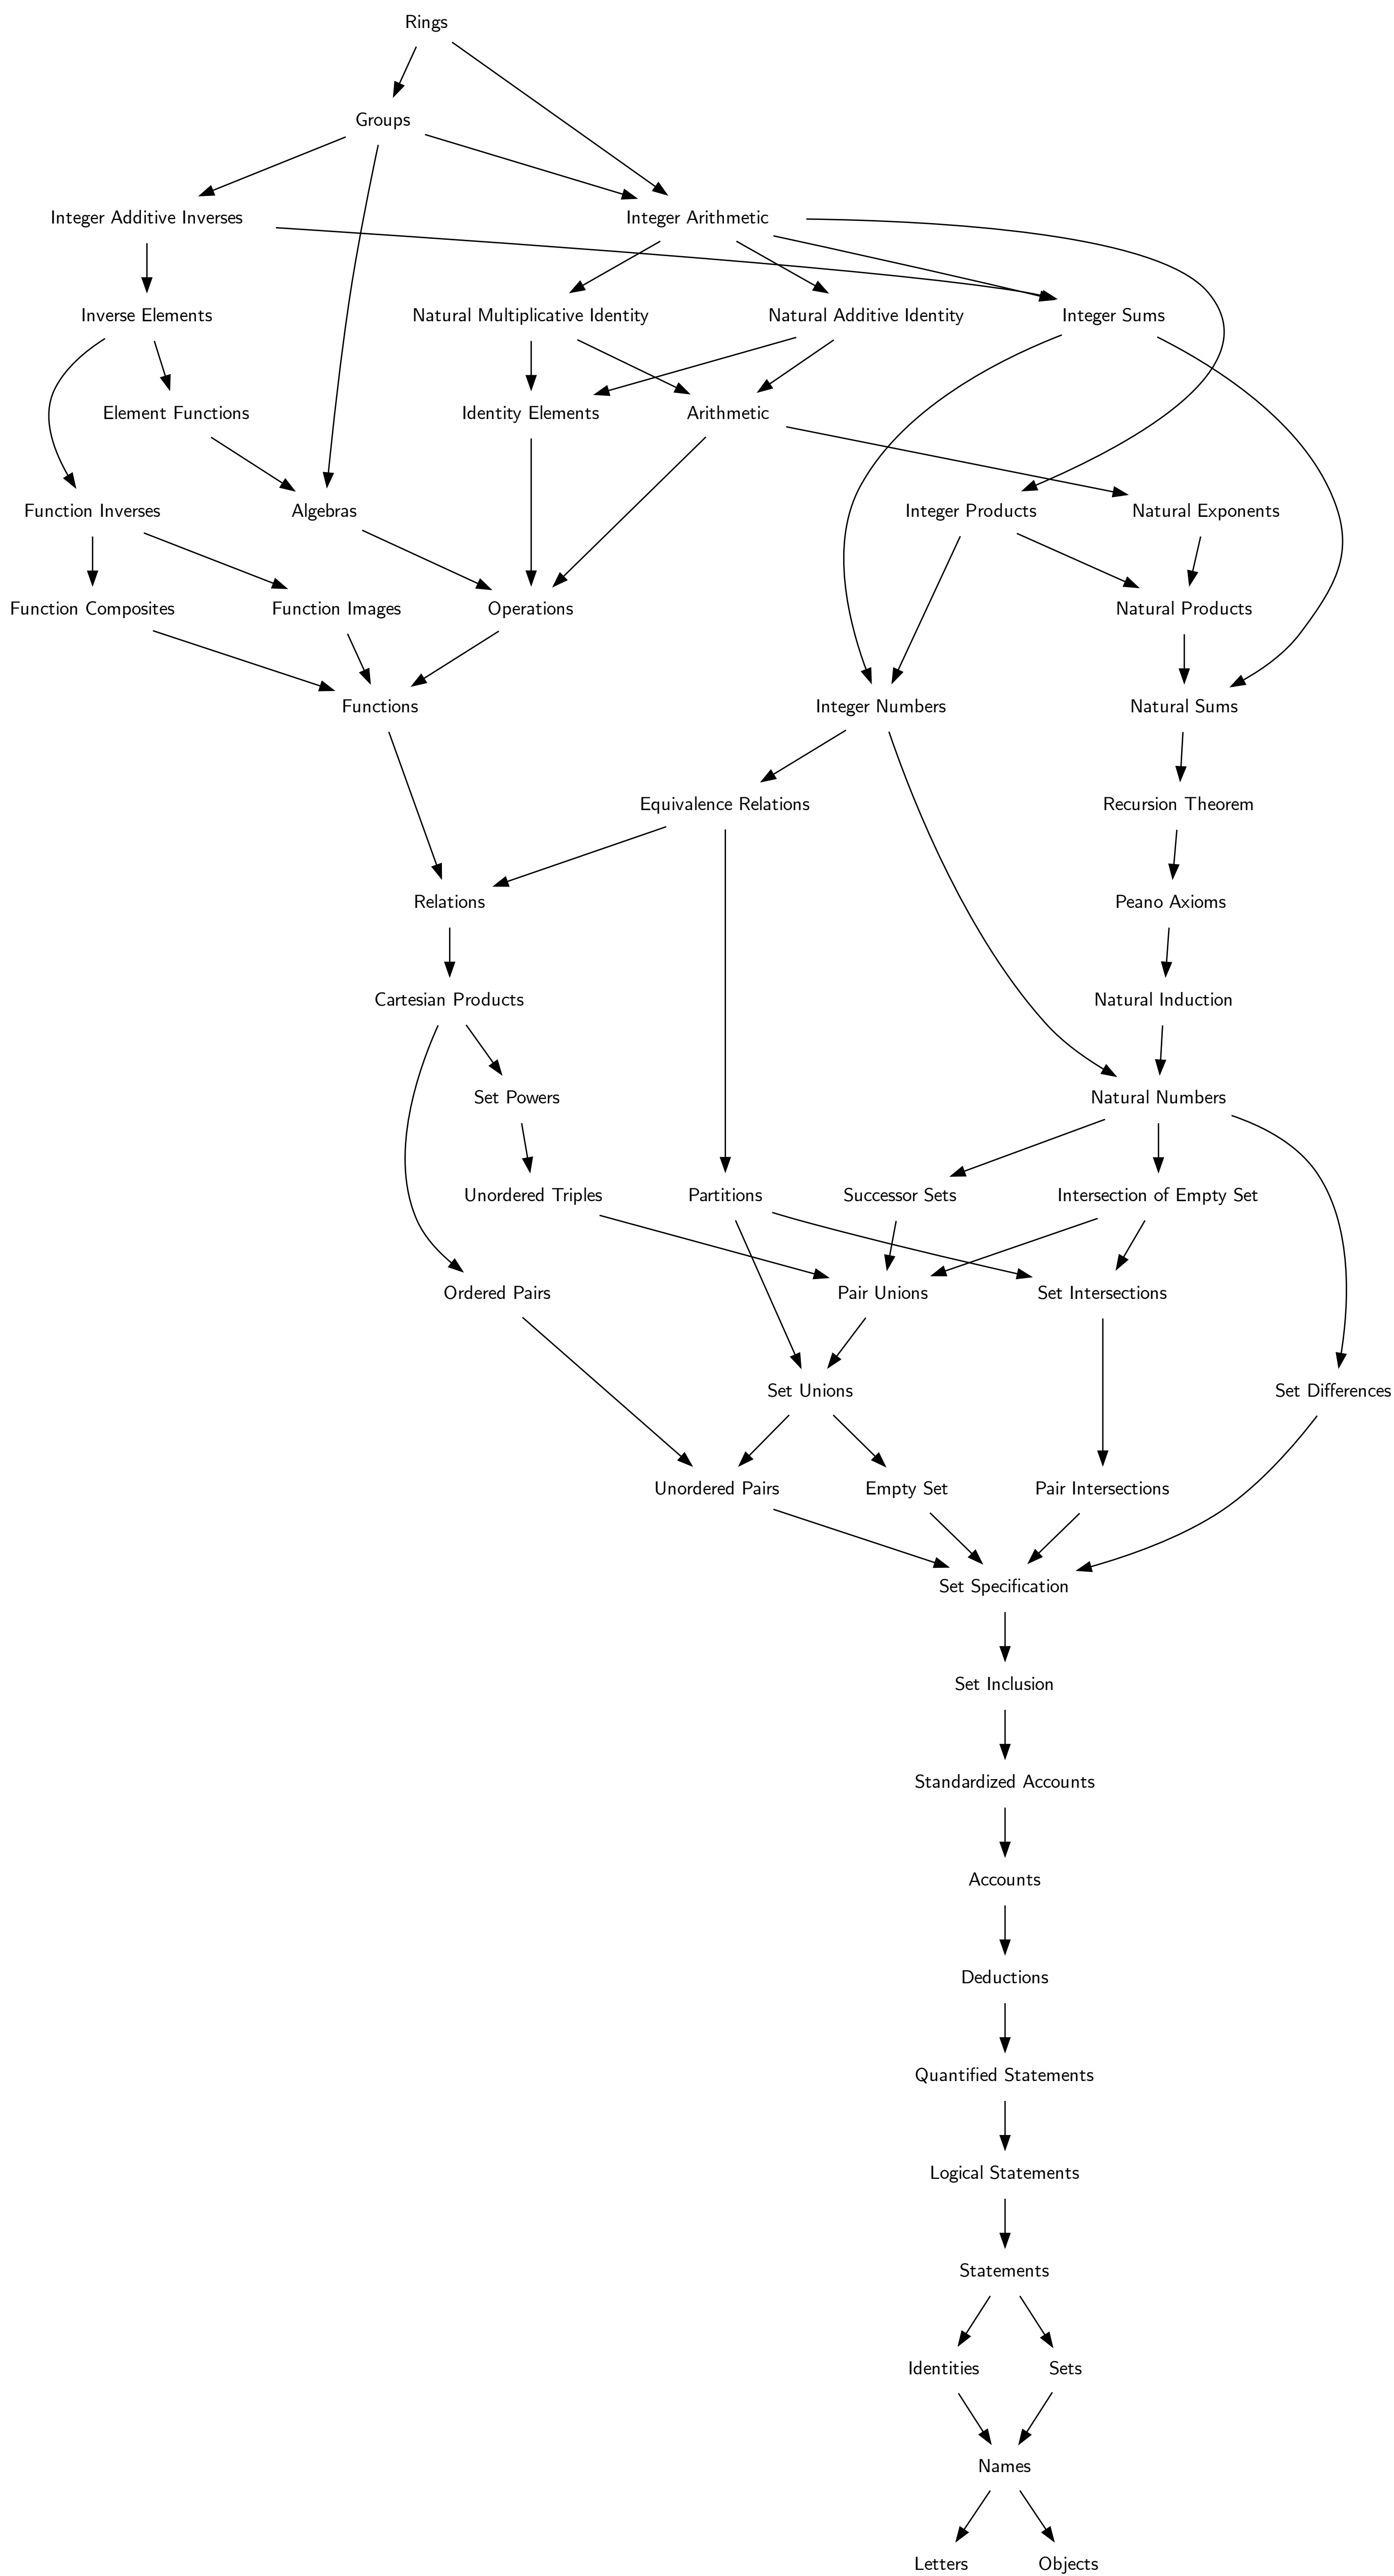 Rings
Groups
Integer Additive Inverses
Integer Arithmetic
Inverse Elements
Natural Multiplicative Identity
Natural Additive Identity
Integer Sums
Element Functions
Identity Elements
Arithmetic
Function Inverses
Algebras
Integer Products
Natural Exponents
Function Composites
Function Images
Operations
Natural Products
Functions
Integer Numbers
Natural Sums
Equivalence Relations
Recursion Theorem
Relations
Peano Axioms
Cartesian Products
Natural Induction
Set Powers
Natural Numbers
Unordered Triples
Partitions
Successor Sets
Intersection of Empty Set
Ordered Pairs
Pair Unions
Set Intersections
Set Unions
Set Differences
Unordered Pairs
Empty Set
Pair Intersections
Set Specification
Set Inclusion
Standardized Accounts
Accounts
Deductions
Quantified Statements
Logical Statements
Statements
Identities
Sets
Names
Letters
Objects